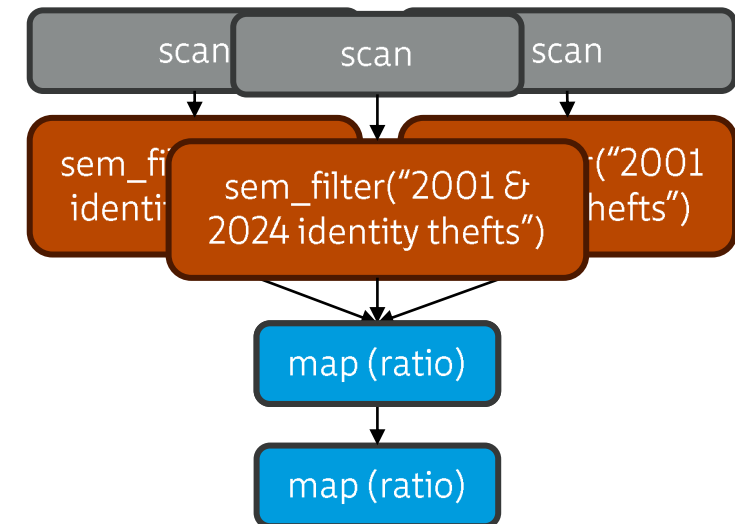 scan
scan
scan
sem_fi
identi
sem_filter(“2001 &
2024 identity thefts”)
(“2001
hefts”)
map (ratio)
map (ratio)